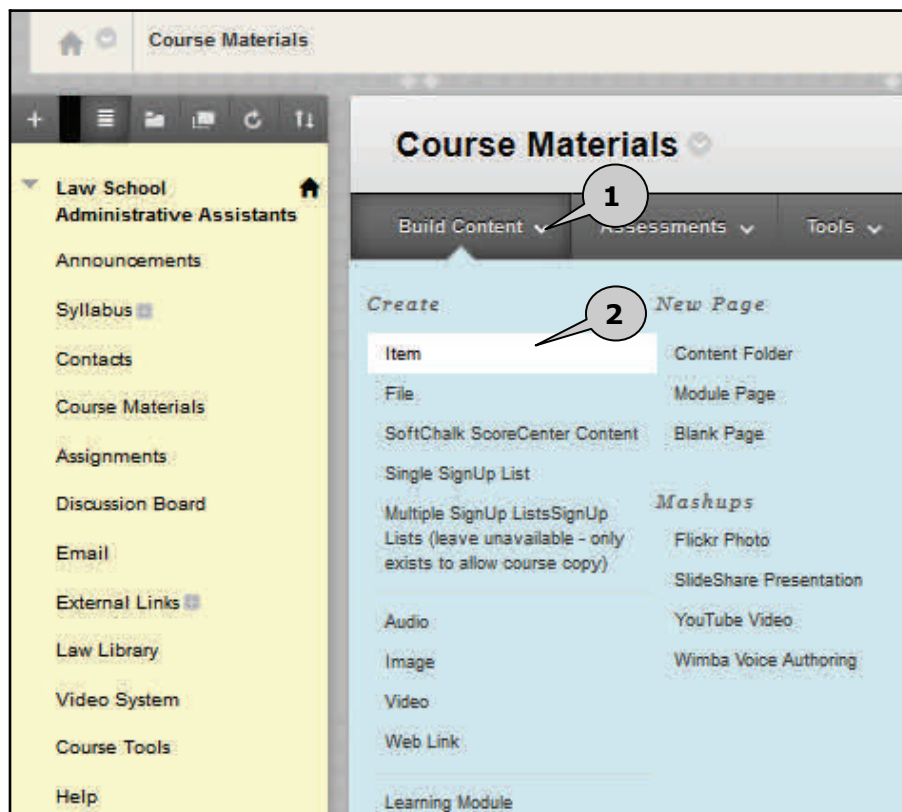 Course Materials
Law School
Administrative Assistants
Announcements
Syllabus
Contacts
Course Materials
Assignments
Discussion Board
Email
External Links
Law Library
Video System
Course Tools
Help
Course Materials
1
Build Content
Assessments
Tools
Create
2
Item
File
SoftChalk ScoreCenter Content
Single SignUp List
Multiple SignUp ListsSignUp
Lists (leave unavailable - only
exists to allow course copy)
Audio
Image
Video
Web Link
Learning Module
New Page
Content Folder
Module Page
Blank Page
Mashups
Flickr Photo
SlideShare Presentation
YouTube Video
Wimba Voice Authoring